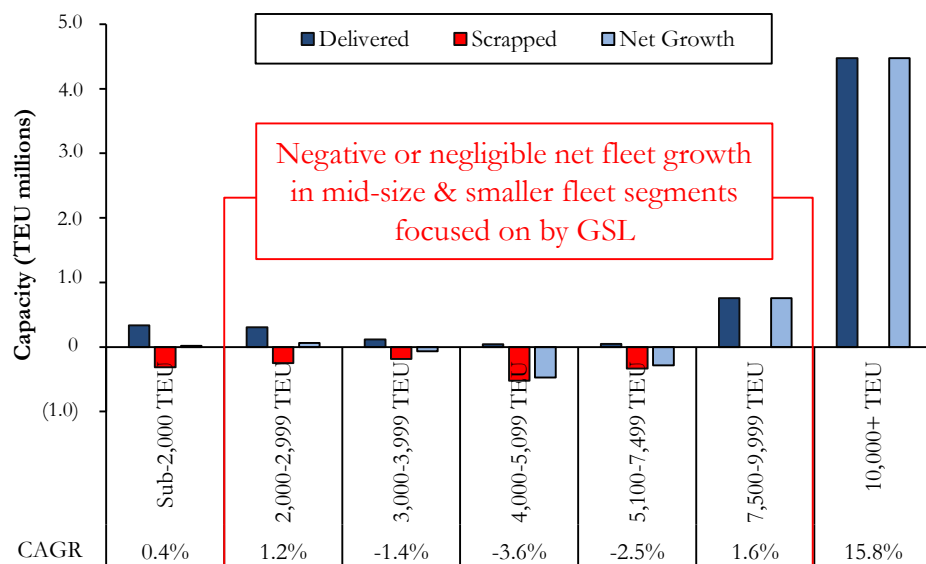 5.0
Delivered Scrapped Net Growth
4.0
3.0
2.0
1.0
0
(1.0)
Capacity (TEU millions)
Negative or negligible net fleet growth
in mid-size & smaller fleet segments
focused on by GSL
Sub-2,000 TEU
2,000-2,999 TEU
3,000-3,999 TEU
4,000-5,099 TEU
5,100-7,499 TEU
7,500-9,999 TEU
10,000+ TEU
CAGR 0.4% 1.2% -1.4% -3.6% -2.5% 1.6% 15.8%